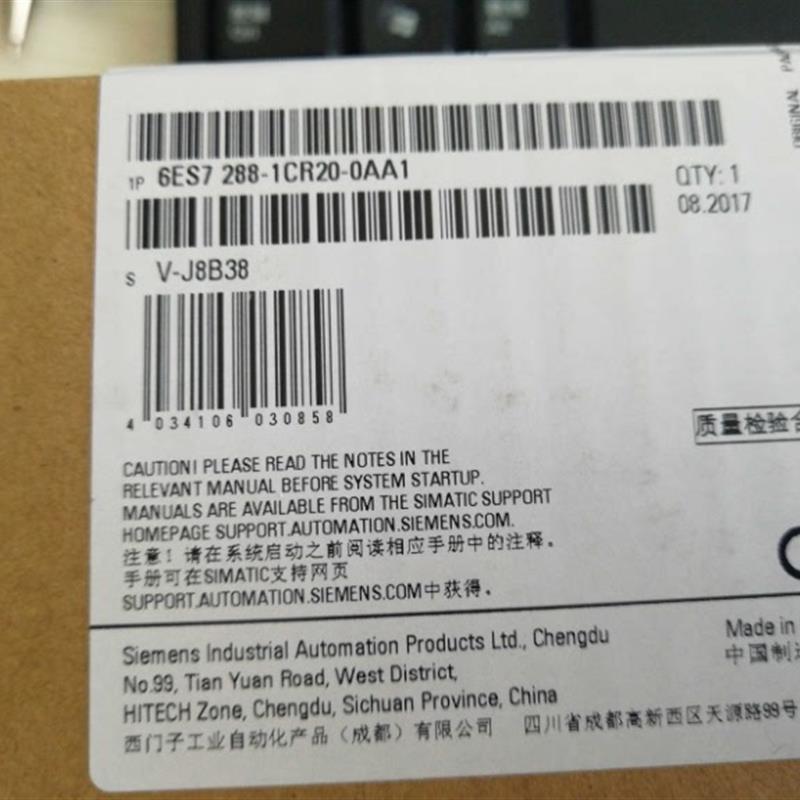 ORIGINAL
1P 6ES7 288-1CR20-0AA1
QTY: 1
08.2017
S V-J8B38
4 034106 030858
质量检验合
CAUTION! PLEASE READ THE NOTES IN THE
RELEVANT MANUAL BEFORE SYSTEM STARTUP.
MANUALS ARE AVAILABLE FROM THE SIMATIC SUPPORT
HOMEPAGE SUPPORT.AUTOMATION.SIEMENS.COM.
注意！请在系统启动之前阅读相应手册中的注释。
手册可在SIMATIC支持网页
SUPPORT.AUTOMATION.SIEMENS.COM中获得。
Siemens Industrial Automation Products Ltd., Chengdu
No.99, Tian Yuan Road, West District,
HITECH Zone, Chengdu, Sichuan Province, China
西门子工业自动化产品（成都）有限公司 四川省成都高新西区天源路99号
Made in
中国制造